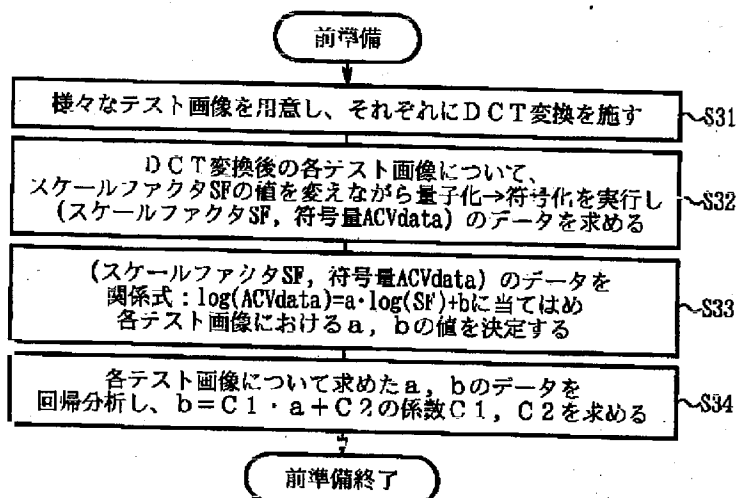 前準備
様々なテスト画像を用意し、それぞれにDCT変換を施す
S31
DCT変換後の各テスト画像について、
スケールファクタSFの値を変えながら量子化→符号化を実行し
(スケールファクタSF, 符号量ACVdata) のデータを求める
S32
(スケールファクタSF, 符号量ACVdata) のデータを
関係式:log(ACVdata)=a·log(SF)+bに当てはめ
各テスト画像におけるa, bの値を決定する
S33
各テスト画像について求めたa, bのデータを
回帰分析し、b=C1·a+C2の係数C1, C2を求める
S34
前準備終了